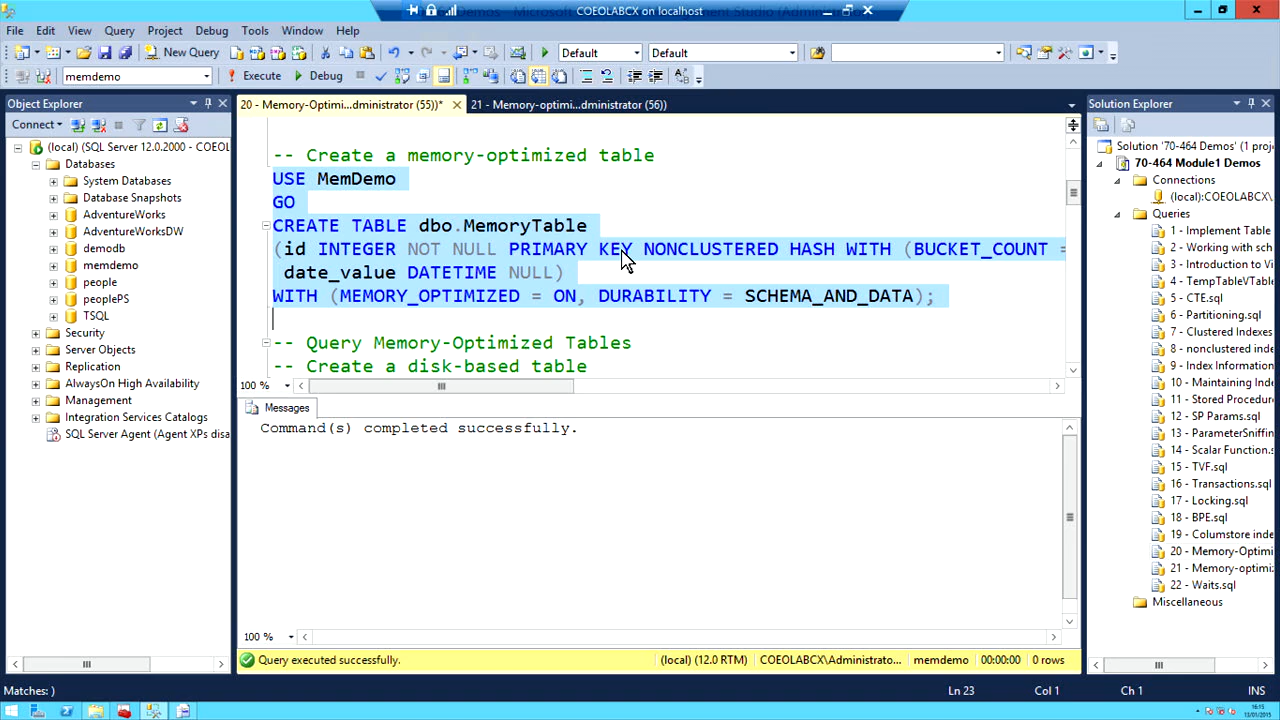 COEOLABCX on localhost
File Edit View Query Project Debug Tools Window Help
New Query
Default
Default
memdemo
Execute
Debug
Object Explorer
Connect
(local) (SQL Server 12.0.2000 - COEOL
Databases
System Databases
Database Snapshots
AdventureWorks
AdventureWorksDW
demodb
memdemo
people
peoplePS
TSQL
Security
Server Objects
Replication
AlwaysOn High Availability
Management
Integration Services Catalogs
SQL Server Agent (Agent XPs disa
20 - Memory-Optimi...dministrator (55))*
21 - Memory-optimi...dministrator (56))
-- Create a memory-optimized table
USE MemDemo
GO
CREATE TABLE dbo.MemoryTable
(id INTEGER NOT NULL PRIMARY KEY NONCLUSTERED HASH WITH (BUCKET_COUNT =
date_value DATETIME NULL)
WITH (MEMORY_OPTIMIZED = ON, DURABILITY = SCHEMA_AND_DATA);
-- Query Memory-Optimized Tables
-- Create a disk-based table
100 %
Messages
Command(s) completed successfully.
100 %
Query executed successfully.
(local) (12.0 RTM)
COEOLABCX\Administrato...
memdemo
00:00:00
0 rows
Solution Explorer
Solution '70-464 Demos' (1 proj
70-464 Module1 Demos
Connections
(local):COEOLABCX\
Queries
1 - Implement Table
2 - Working with sch
3 - Introduction to Vi
4 - TempTableVTable
5 - CTE.sql
6 - Partitioning.sql
7 - Clustered Indexes
8 - nonclustered inde
9 - Index Information
10 - Maintaining Ind
11 - Stored Procedure
12 - SP Params.sql
13 - ParameterSniffin
14 - Scalar Function.s
15 - TVF.sql
16 - Transactions.sql
17 - Locking.sql
18 - BPE.sql
19 - Columstore inde
20 - Memory-Optimi
21 - Memory-optimiz
22 - Waits.sql
Miscellaneous
Matches: )
Ln 23
Col 1
Ch 1
INS
16:15
13/01/2015